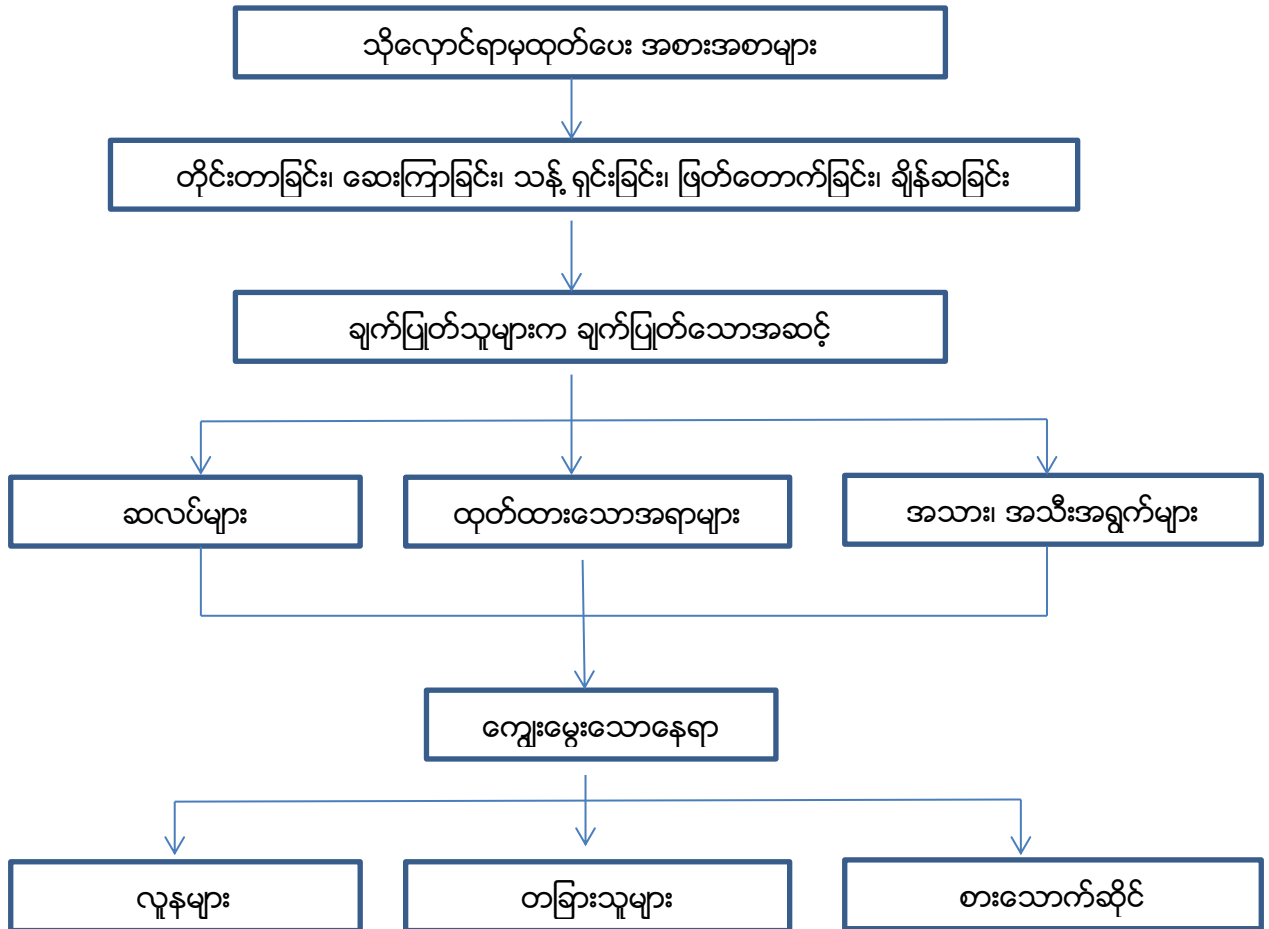 သိုလှောင်ရာမှထုတ်ပေး အစားအစာများ
တိုင်းတာခြင်း၊ ဆေးကြာခြင်း၊ သန့် ရှင်းခြင်း၊ ဖြတ်တောက်ခြင်း၊ ချိန်ဆခြင်း
ချက်ပြုတ်သူများက ချက်ပြုတ်သောအဆင့်
ဆလပ်များ
ထုတ်ထားသောအရာများ
အသား၊ အသီးအရွက်များ
ကျွေးမွေးသောနေရာ
လူနများ
တခြားသူများ
စားသောက်ဆိုင်